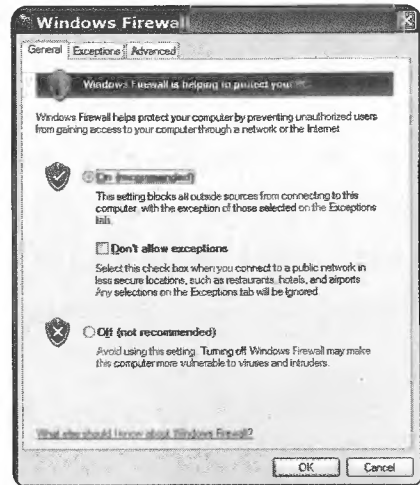 Windows Firewall
General Exceptions Advanced
Windows Firewall is helping to protect your PC
Windows Firewall helps protect your computer by preventing unauthorized users
from gaining access to your computer through a network or the Internet.
On (recommended)
This setting blocks all outside sources from connecting to this
computer, with the exception of those selected on the Exceptions
tab.
Don't allow exceptions
Select this check box when you connect to a public network in
less secure locations, such as restaurants, hotels, and airports.
Any selections on the Exceptions tab will be ignored.
Off (not recommended)
Avoid using this setting. Turning off Windows Firewall may make
this computer more vulnerable to viruses and intruders.
What else should I know about Windows Firewall?
OK Cancel